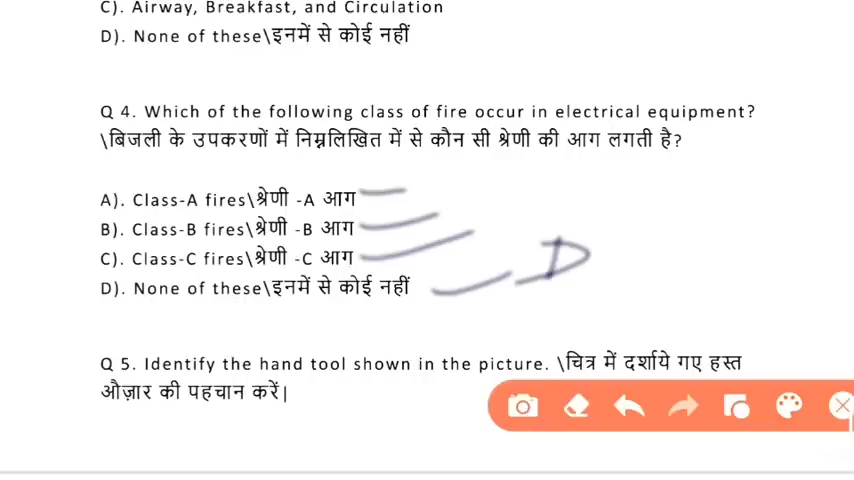 C). Airway, Breakfast, and Circulation
D). None of these\इनमें से कोई नहीं
Q 4. Which of the following class of fire occur in electrical equipment?
\बिजली के उपकरणों में निम्नलिखित में से कौन सी श्रेणी की आग लगती है?
A). Class-A fires\श्रेणी -A आग
B). Class-B fires\श्रेणी -B आग
C). Class-C fires\श्रेणी -C आग
D). None of these\इनमें से कोई नहीं
D
Q 5. Identify the hand tool shown in the picture. \चित्र में दर्शाये गए हस्त
औज़ार की पहचान करें|